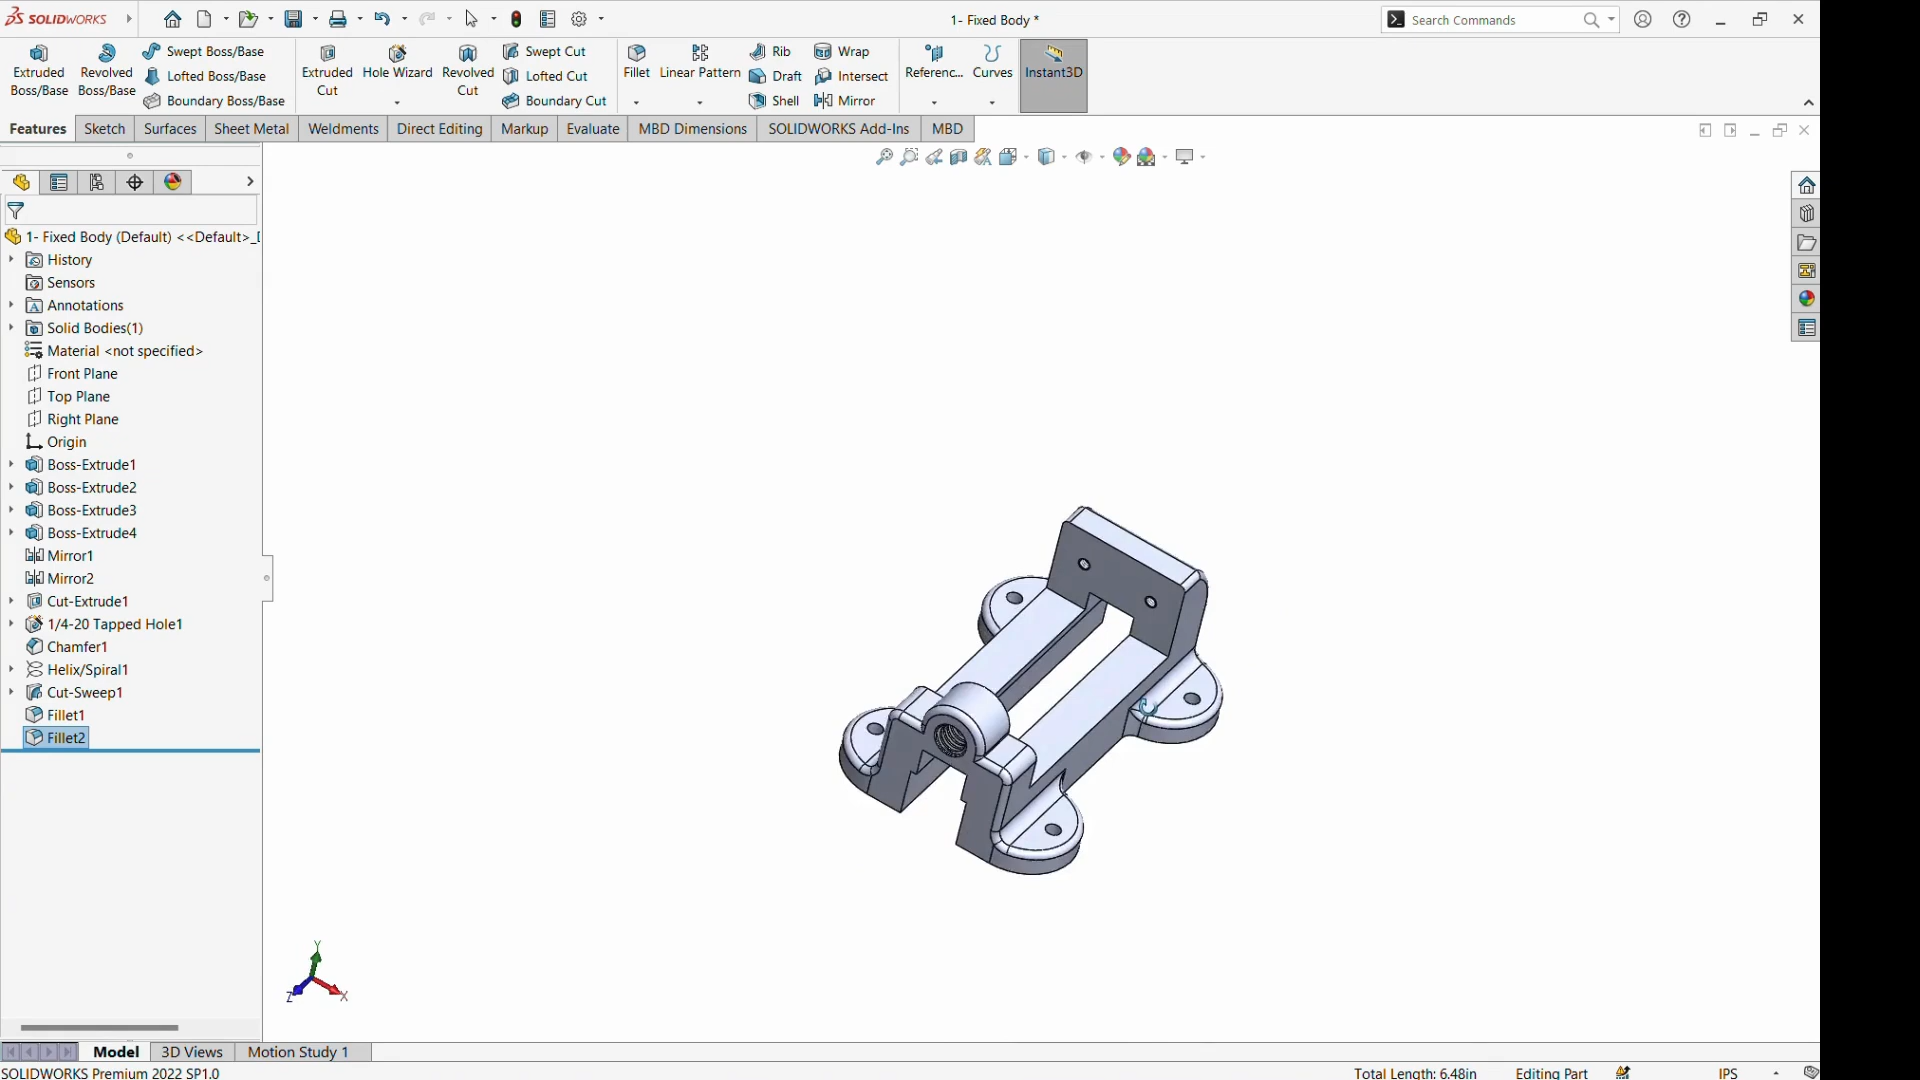 SOLIDWORKS
1- Fixed Body *
Search Commands
Extruded
Boss/Base
Revolved
Boss/Base
Swept Boss/Base
Lofted Boss/Base
Boundary Boss/Base
Extruded
Cut
Hole Wizard
Revolved
Cut
Swept Cut
Lofted Cut
Boundary Cut
Fillet
Linear Pattern
Rib
Draft
Shell
Wrap
Intersect
Mirror
Referenc...
Curves
Instant3D
Features
Sketch
Surfaces
Sheet Metal
Weldments
Direct Editing
Markup
Evaluate
MBD Dimensions
SOLIDWORKS Add-Ins
MBD
1- Fixed Body (Default) <<Default>_
History
Sensors
Annotations
Solid Bodies(1)
Material <not specified>
Front Plane
Top Plane
Right Plane
Origin
Boss-Extrude1
Boss-Extrude2
Boss-Extrude3
Boss-Extrude4
Mirror1
Mirror2
Cut-Extrude1
1/4-20 Tapped Hole1
Chamfer1
Helix/Spiral1
Cut-Sweep1
Fillet1
Fillet2
Y
Z
X
Model
3D Views
Motion Study 1
SOLIDWORKS Premium 2022 SP1.0
Total Length: 6.48in
Editing Part
IPS